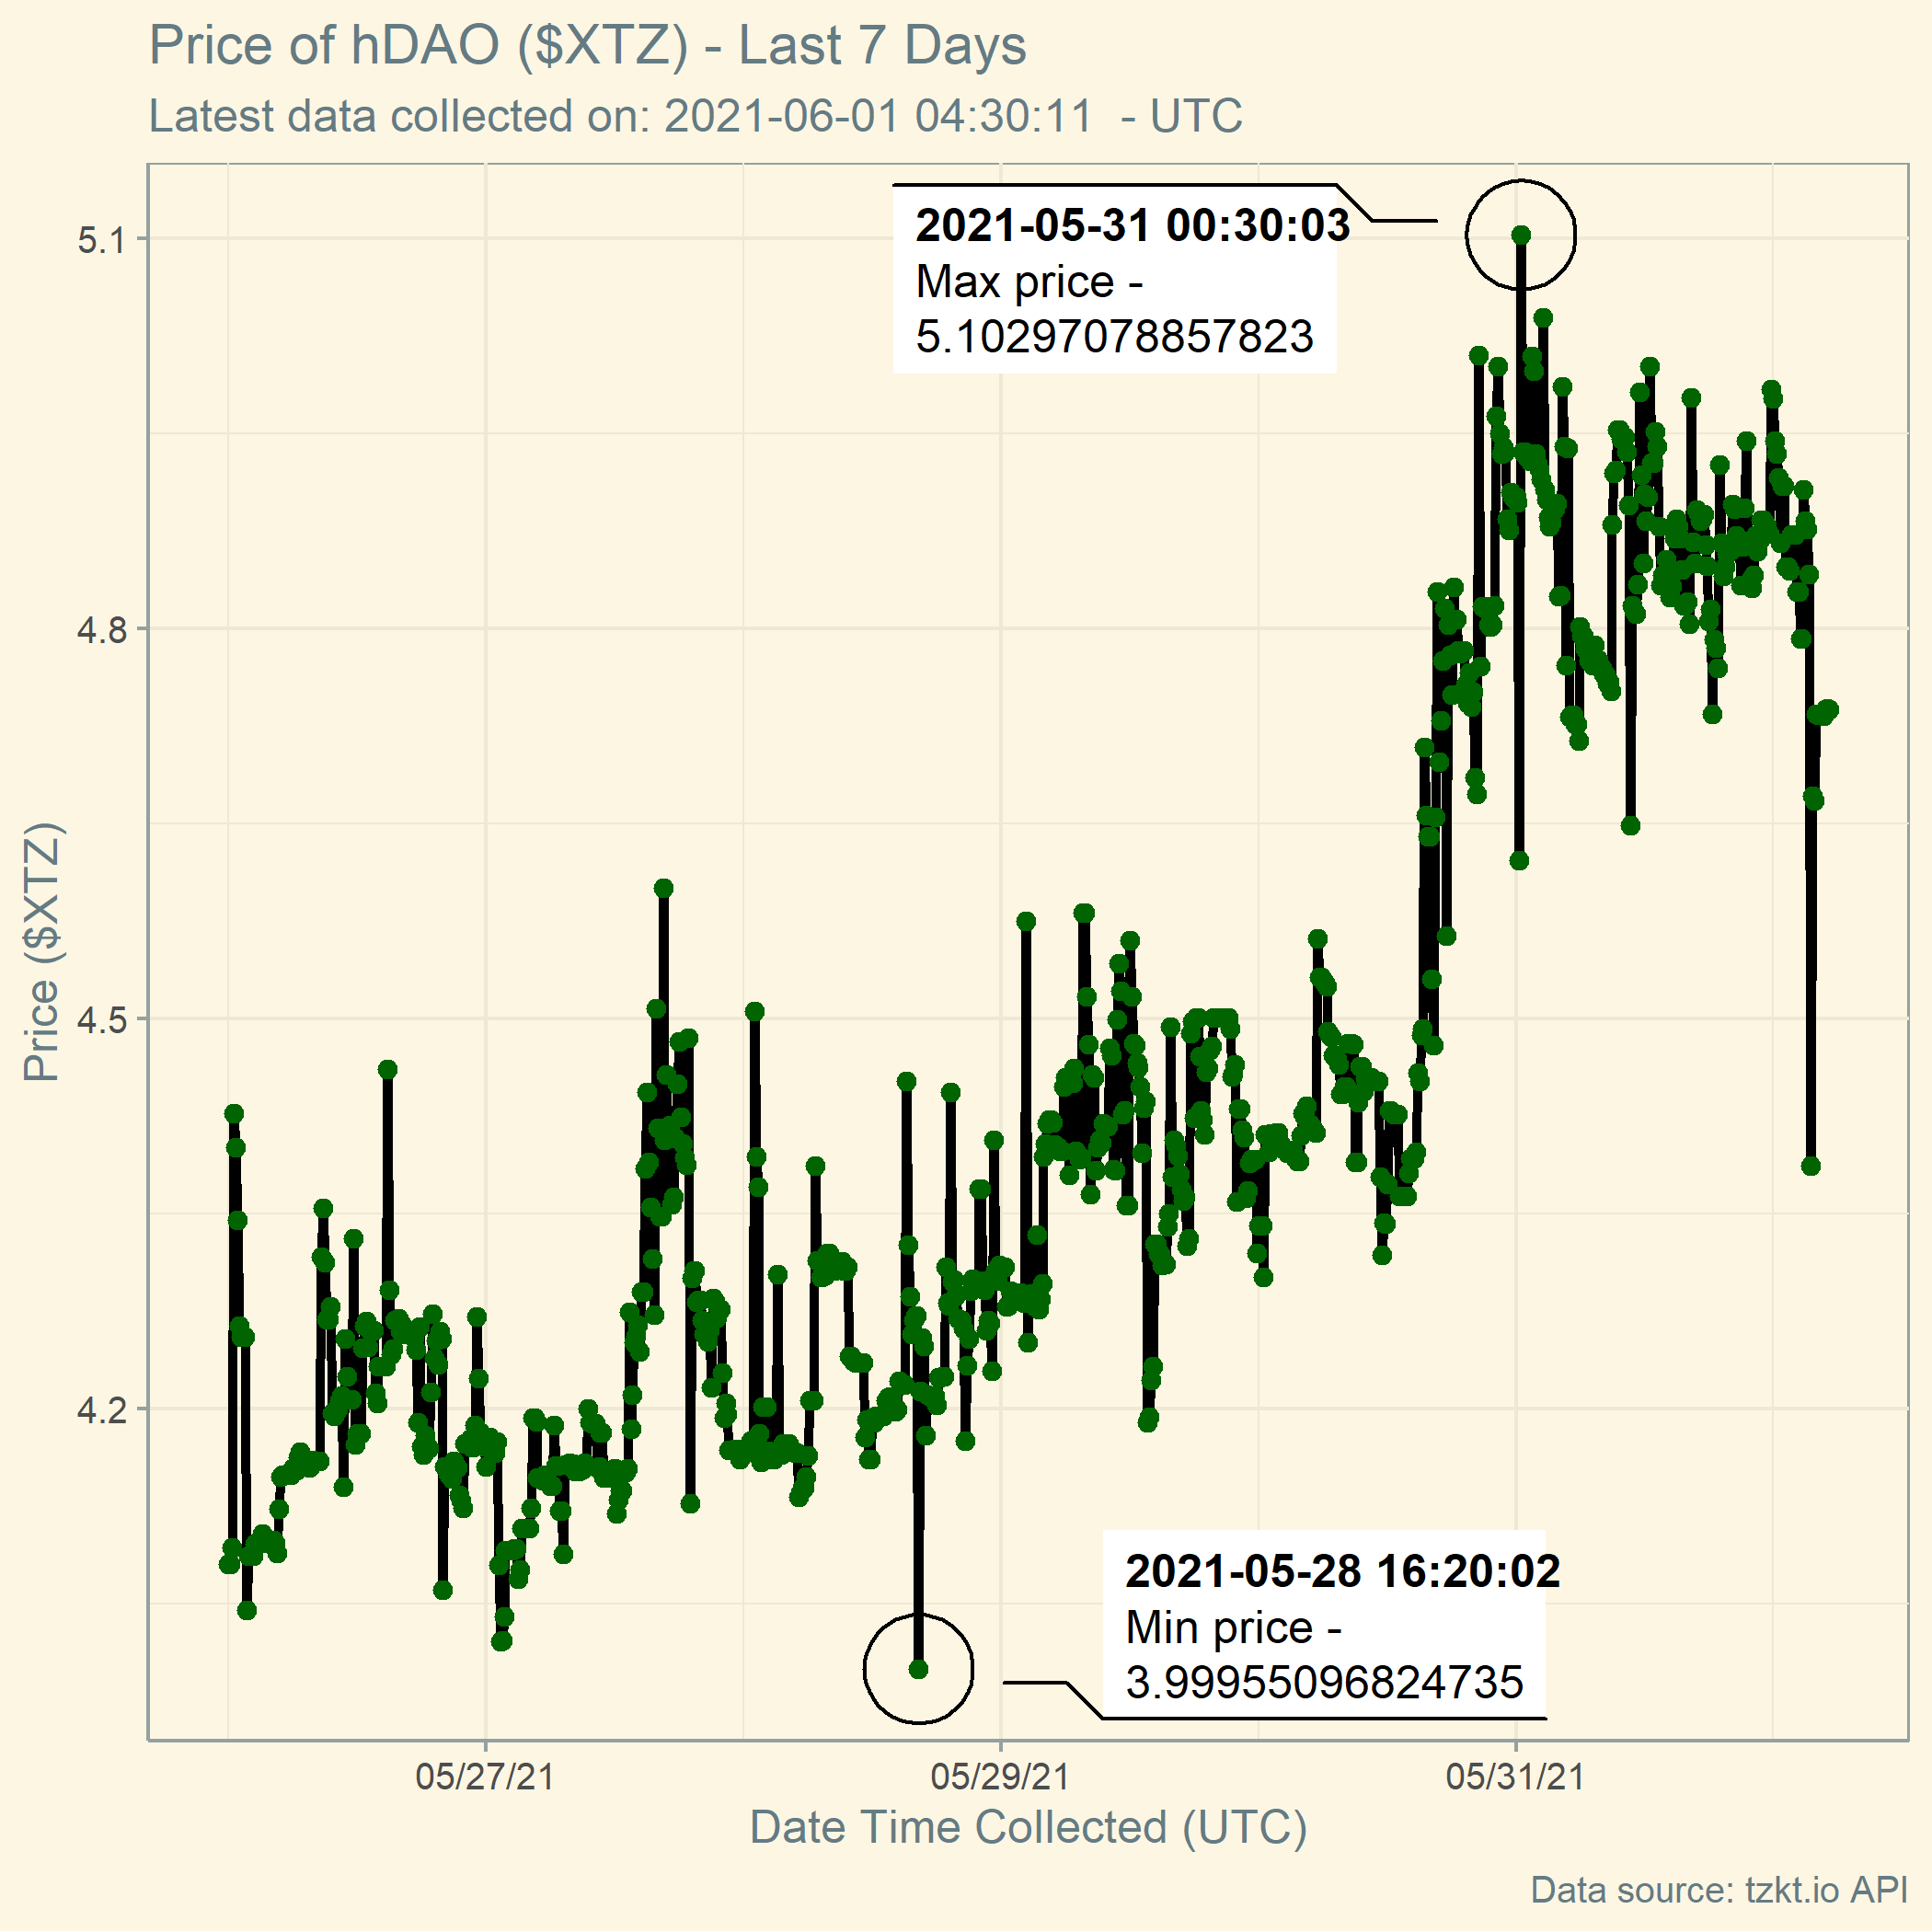 Price of hDAO ($XTZ) - Last 7 Days
Latest data collected on: 2021-06-01 04:30:11  - UTC
2021-05-31 00:30:03
Max price -
5.10297078857823
5.1
4.8
4.5
4.2
Price ($XTZ)
2021-05-28 16:20:02
Min price -
3.99955096824735
05/27/21
05/29/21
05/31/21
Date Time Collected (UTC)
Data source: tzkt.io API